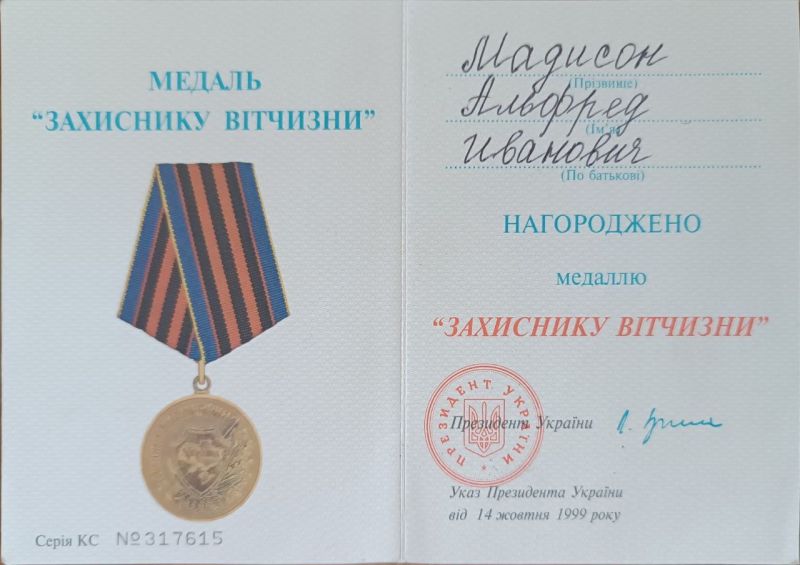 МЕДАЛЬ
“ЗАХИСНИКУ ВІТЧИЗНИ”
Серія КС №317615
Мадисон
(Прізвище)
Альфред
(Ім'я)
Иванович
(По батькові)
НАГОРОДЖЕНО
медаллю
“ЗАХИСНИКУ ВІТЧИЗНИ”
ПРЕЗИДЕНТ УКРАЇНИ
Президент України
Указ Президента України
від 14 жовтня 1999 року